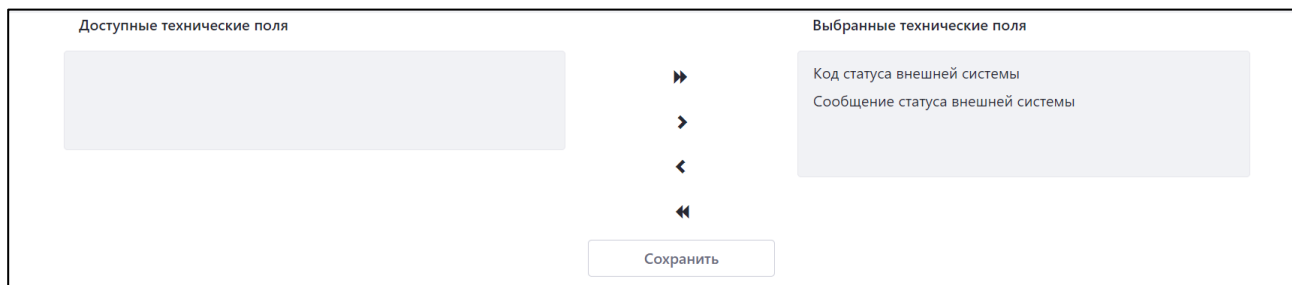 Доступные технические поля
Выбранные технические поля
Код статуса внешней системы
Сообщение статуса внешней системы
Сохранить